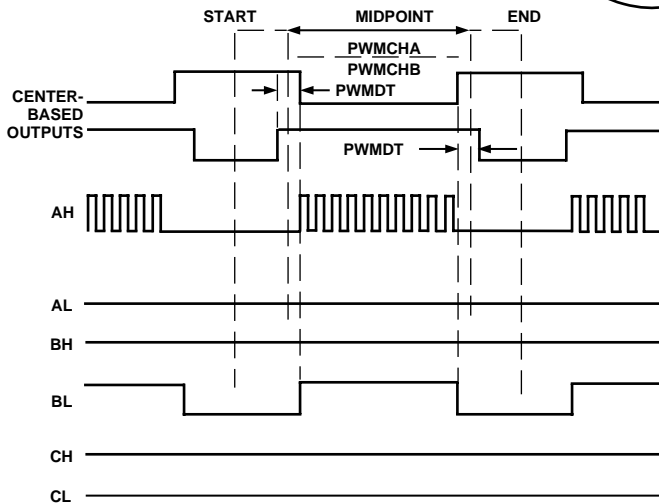 START MIDPOINT END
PWMCHA
PWMCHB
PWMDT
CENTER-
BASED
OUTPUTS
PWMDT
AH
AL
BH
BL
CH
CL